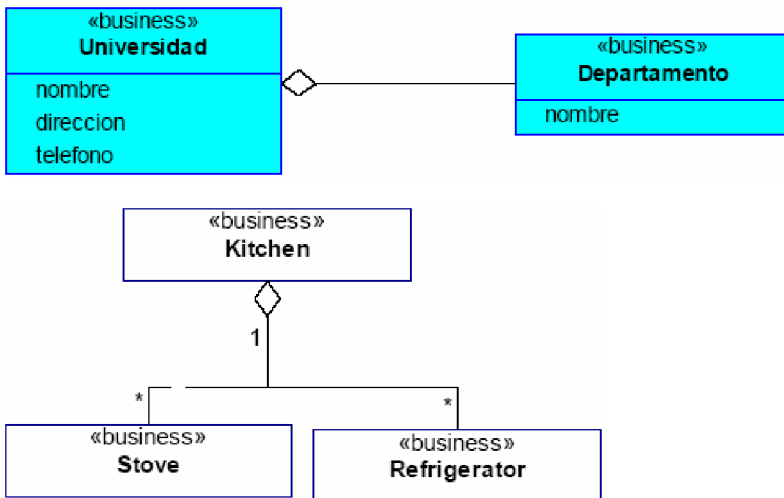 «business»
Universidad
nombre
direccion
telefono
«business»
Departamento
nombre
«business»
Kitchen
1
*
*
«business»
Stove
«business»
Refrigerator